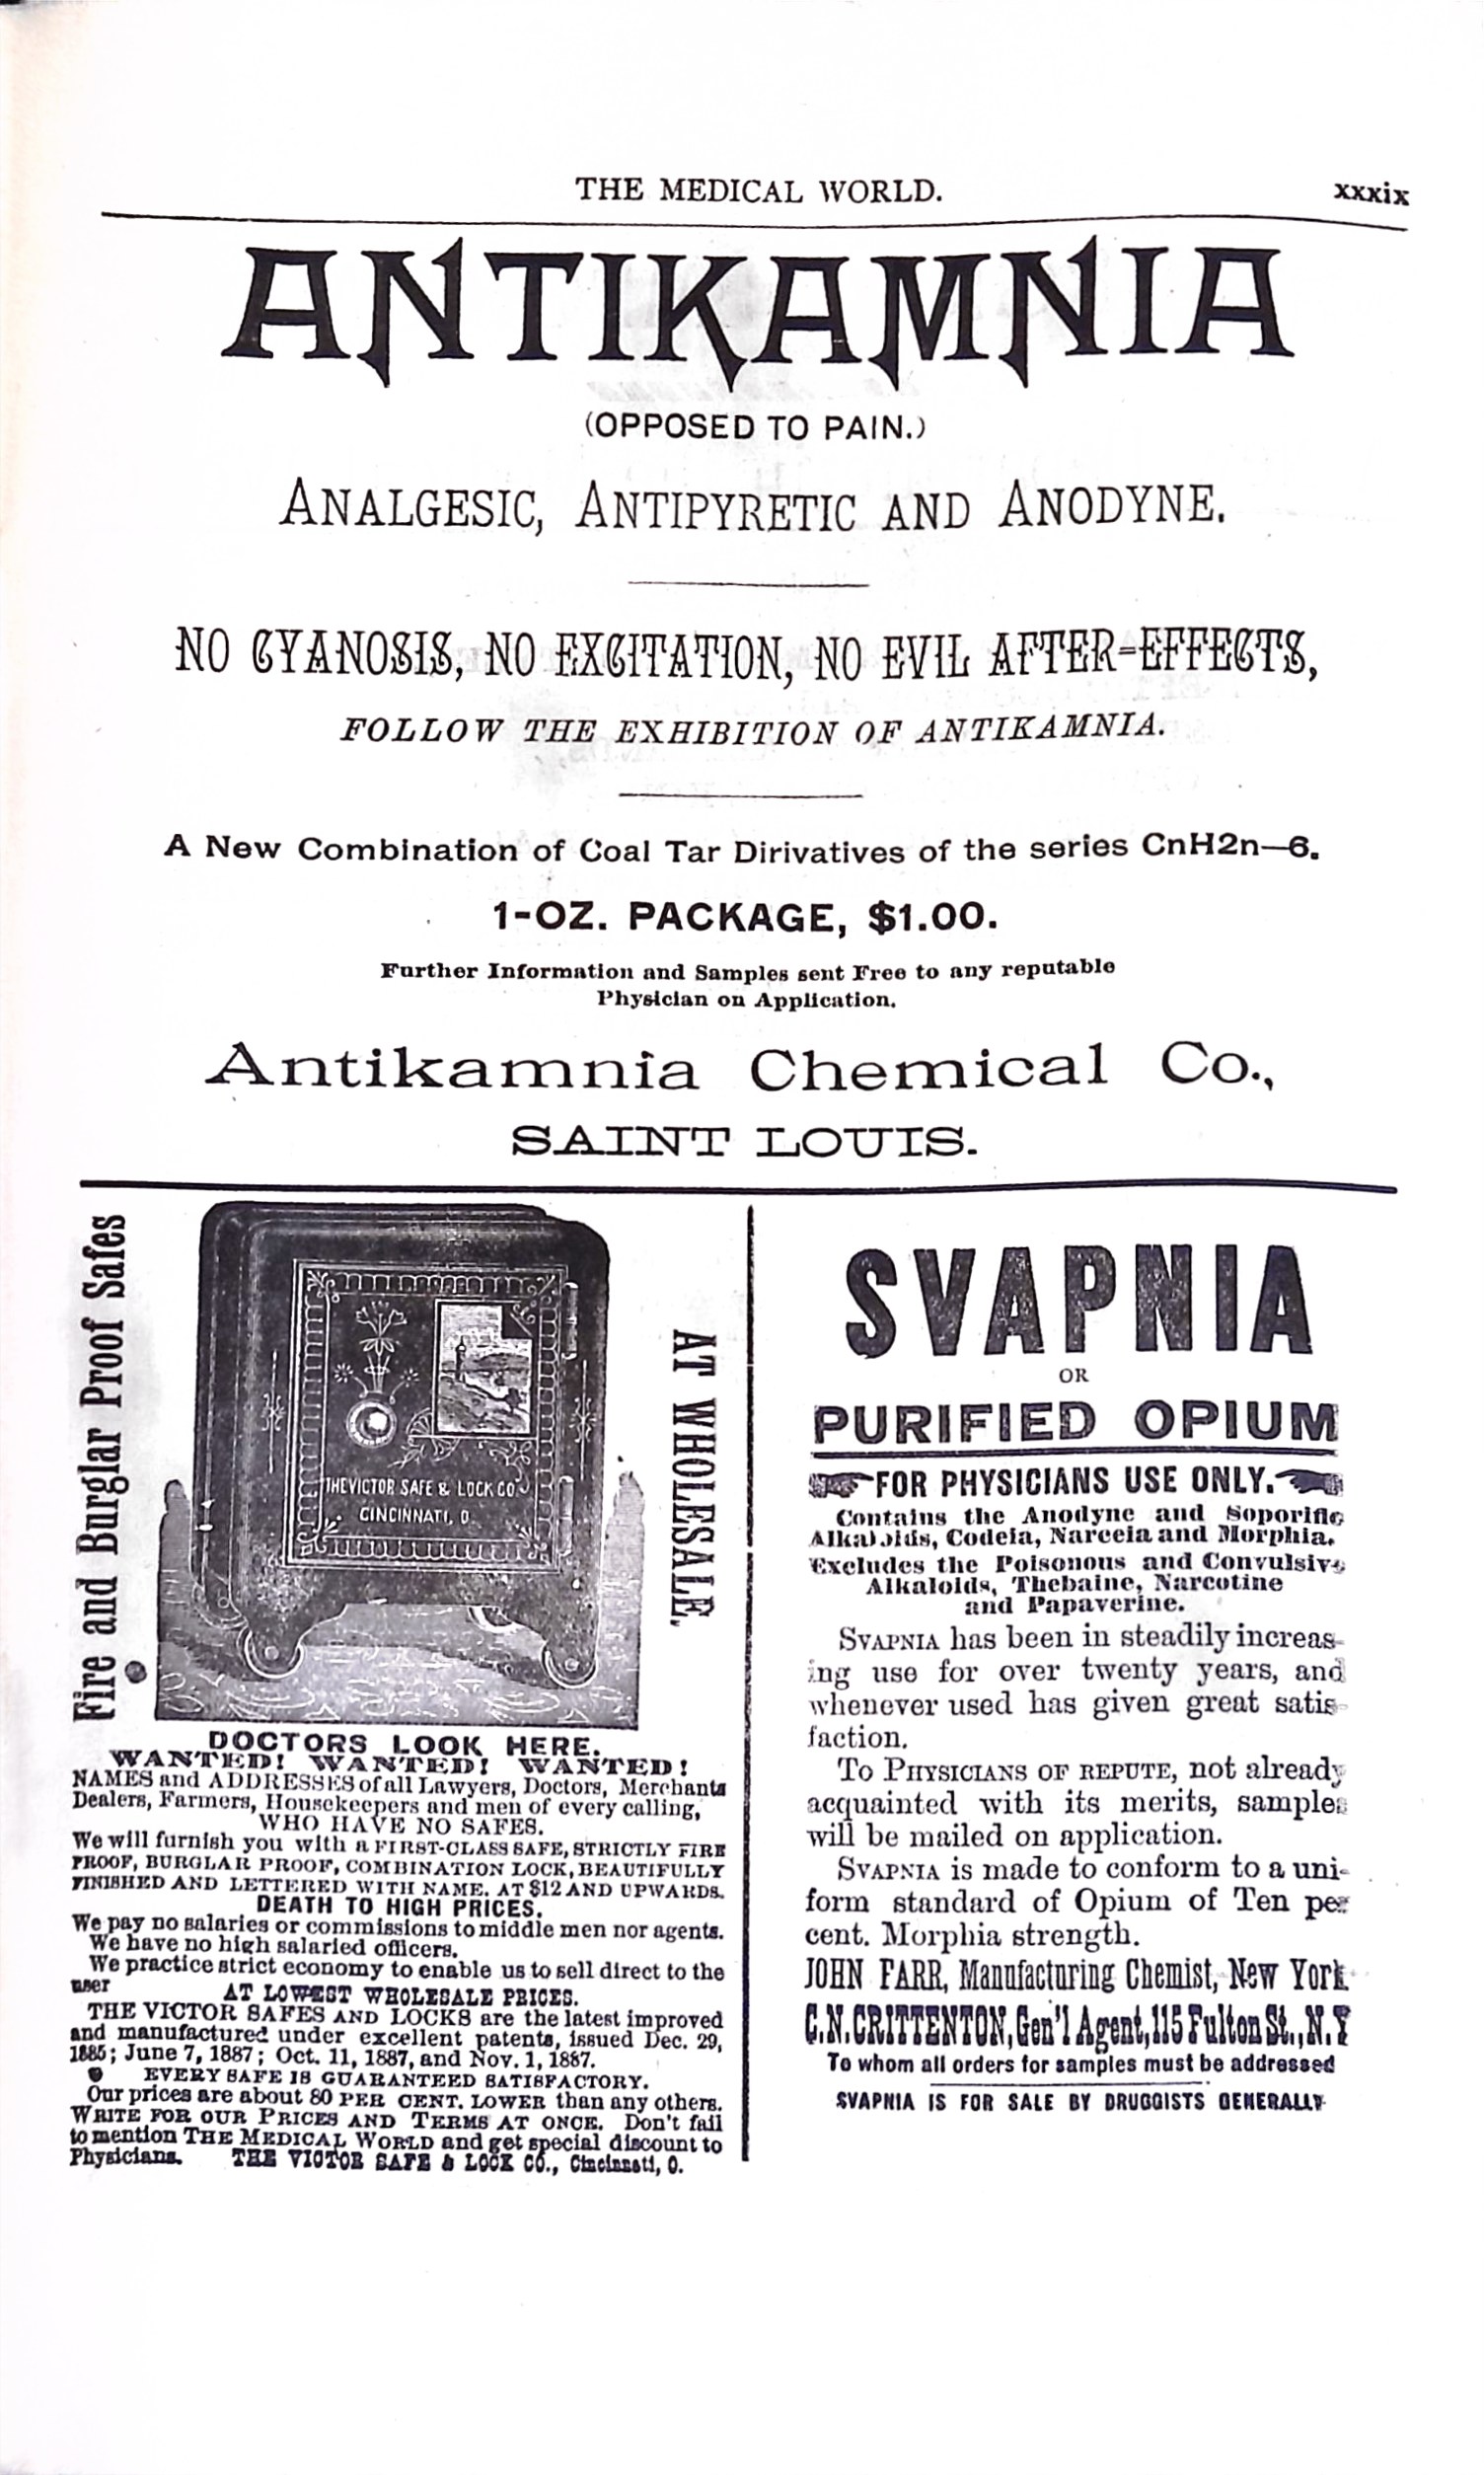 THE MEDICAL WORLD.
xxxix
ANTIKAMNIA
(OPPOSED TO PAIN.)
ANALGESIC, ANTIPYRETIC AND ANODYNE.
NO CYANOSIS, NO EXCITATION, NO EVIL AFTER-EFFECTS,
FOLLOW THE EXHIBITION OF ANTIKAMNIA.
A New Combination of Coal Tar Dirivatives of the series CnH2n—6.
1-OZ. PACKAGE, $1.00.
Further Information and Samples sent Free to any reputable
Physician on Application.
Antikamnia Chemical Co.,
SAINT LOUIS.
Fire and Burglar Proof Safes
THE VICTOR SAFE & LOCK CO
CINCINNATI, O
AT WHOLESALE,
DOCTORS LOOK HERE.
WANTED! WANTED! WANTED!
NAMES and ADDRESSES of all Lawyers, Doctors, Merchants
Dealers, Farmers, Housekeepers and men of every calling,
WHO HAVE NO SAFES.
We will furnish you with a FIRST-CLASS SAFE, STRICTLY FIRE
PROOF, BURGLAR PROOF, COMBINATION LOCK, BEAUTIFULLY
FINISHED AND LETTERED WITH NAME, AT $12 AND UPWARDS.
DEATH TO HIGH PRICES.
We pay no salaries or commissions to middle men nor agents.
We have no high salaried officers.
We practice strict economy to enable us to sell direct to the
user
AT LOWEST WHOLESALE PRICES.
THE VICTOR SAFES AND LOCKS are the latest improved
and manufactured under excellent patents, issued Dec. 29,
1885; June 7, 1887; Oct. 11, 1887, and Nov. 1, 1887.
EVERY SAFE IS GUARANTEED SATISFACTORY.
Our prices are about 80 PER CENT. LOWER than any others.
WRITE FOR OUR PRICES AND TERMS AT ONCE. Don't fail
to mention THE MEDICAL WORLD and get special discount to
Physicians. THE VICTOR SAFE & LOCK CO., Cincinnati, O.
SVAPNIA
OR
PURIFIED OPIUM
FOR PHYSICIANS USE ONLY.
Contains the Anodyne and Soporific
Alkaloids, Codeia, Narceia and Morphia.
Excludes the Poisonous and Convulsive
Alkaloids, Thebaine, Narcotine
and Papaverine.
SVAPNIA has been in steadily increas-
ing use for over twenty years, and
whenever used has given great satis-
faction.
To PHYSICIANS OF REPUTE, not already
acquainted with its merits, samples
will be mailed on application.
SVAPNIA is made to conform to a uni-
form standard of Opium of Ten per
cent. Morphia strength.
JOHN FARR, Manufacturing Chemist, New York
C.N.CRITTENTON, Gen'l Agent, 115 Fulton St., N.Y
To whom all orders for samples must be addressed
SVAPNIA IS FOR SALE BY DRUGGISTS GENERALLY